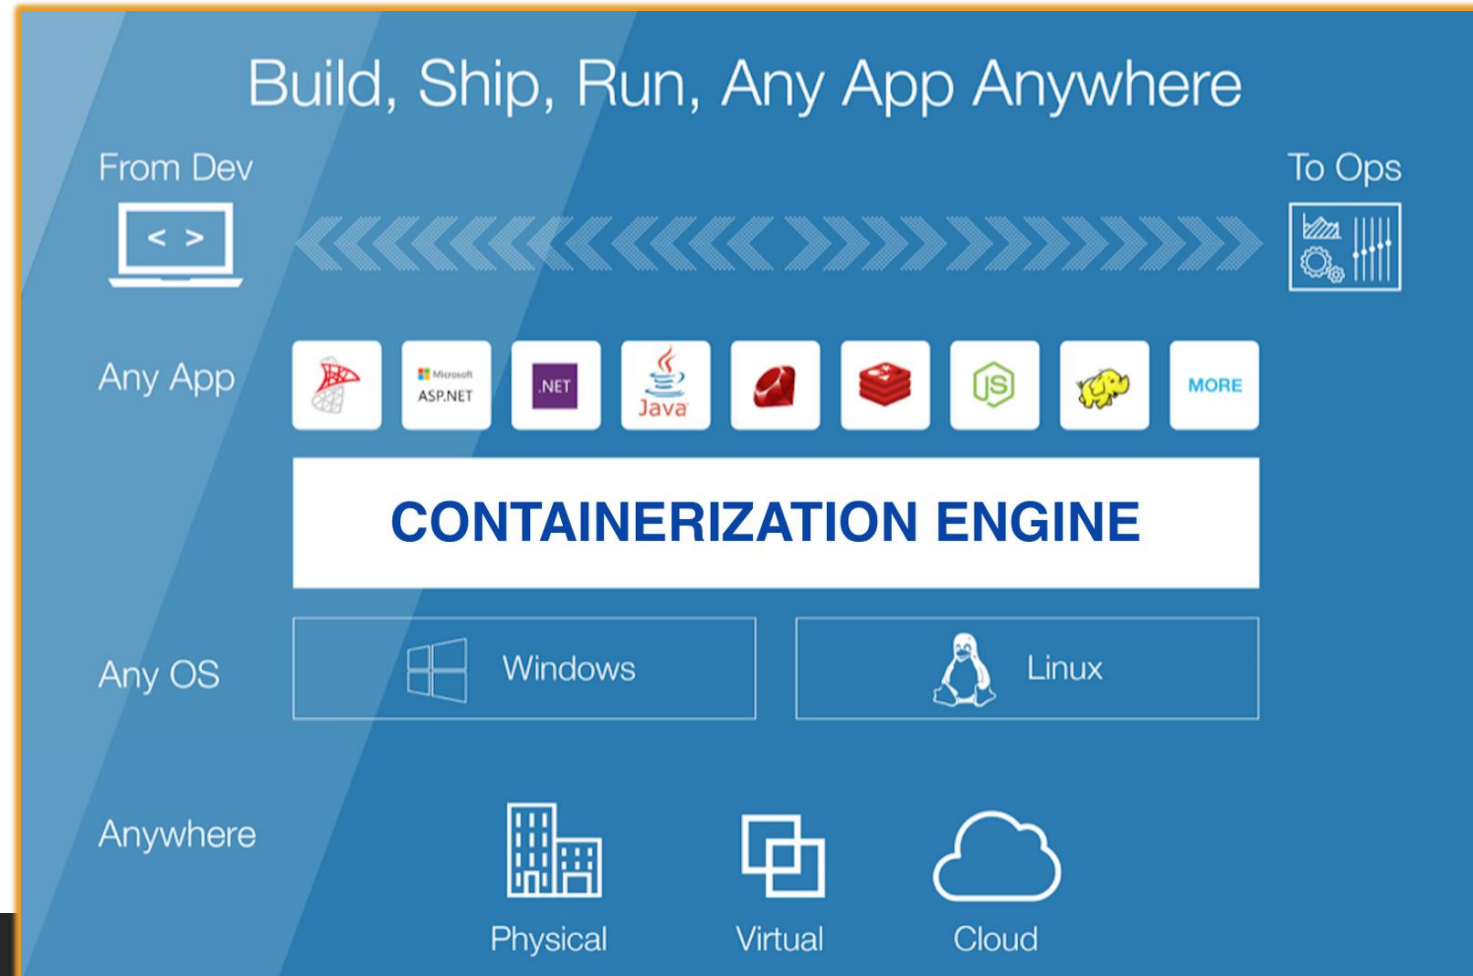 Build, Ship, Run, Any App Anywhere
From Dev
To Ops
< >
Any App
Microsoft
ASP.NET
.NET
Java
JS
MORE
CONTAINERIZATION ENGINE
Any OS
Windows
Linux
Anywhere
Physical
Virtual
Cloud